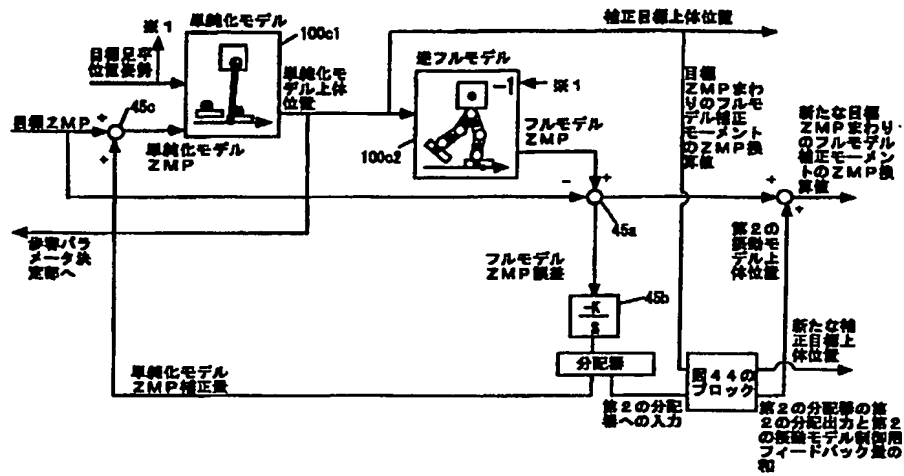 ※1
単純化モデル
100c1
補正目標上体位置
目標足平
位置姿勢
単純化モ
デル上体
位置
逆フルモデル
-1
※1
目標
ZMPまわ
りのフルモ
デル補正
モーメント
のZMP換
算値
新たな目標
ZMPまわり
のフルモデル
補正モーメン
トのZMP換
算値
45c
目標ZMP
+
+
単純化モデル
ZMP
100c2
フルモデル
ZMP
-
+
45a
+
+
歩容パラ
メータ決
定部へ
フルモデル
ZMP誤差
第2の
振動モ
デル上
体位置
-K
S
45b
新たな補
正目標上
体位置
分配器
図44の
ブロック
単純化モデル
ZMP補正量
第2の分配
器への入力
第2の分配器の第
2の分配出力と第2
の振動モデル制御用
フィードバック量の
和